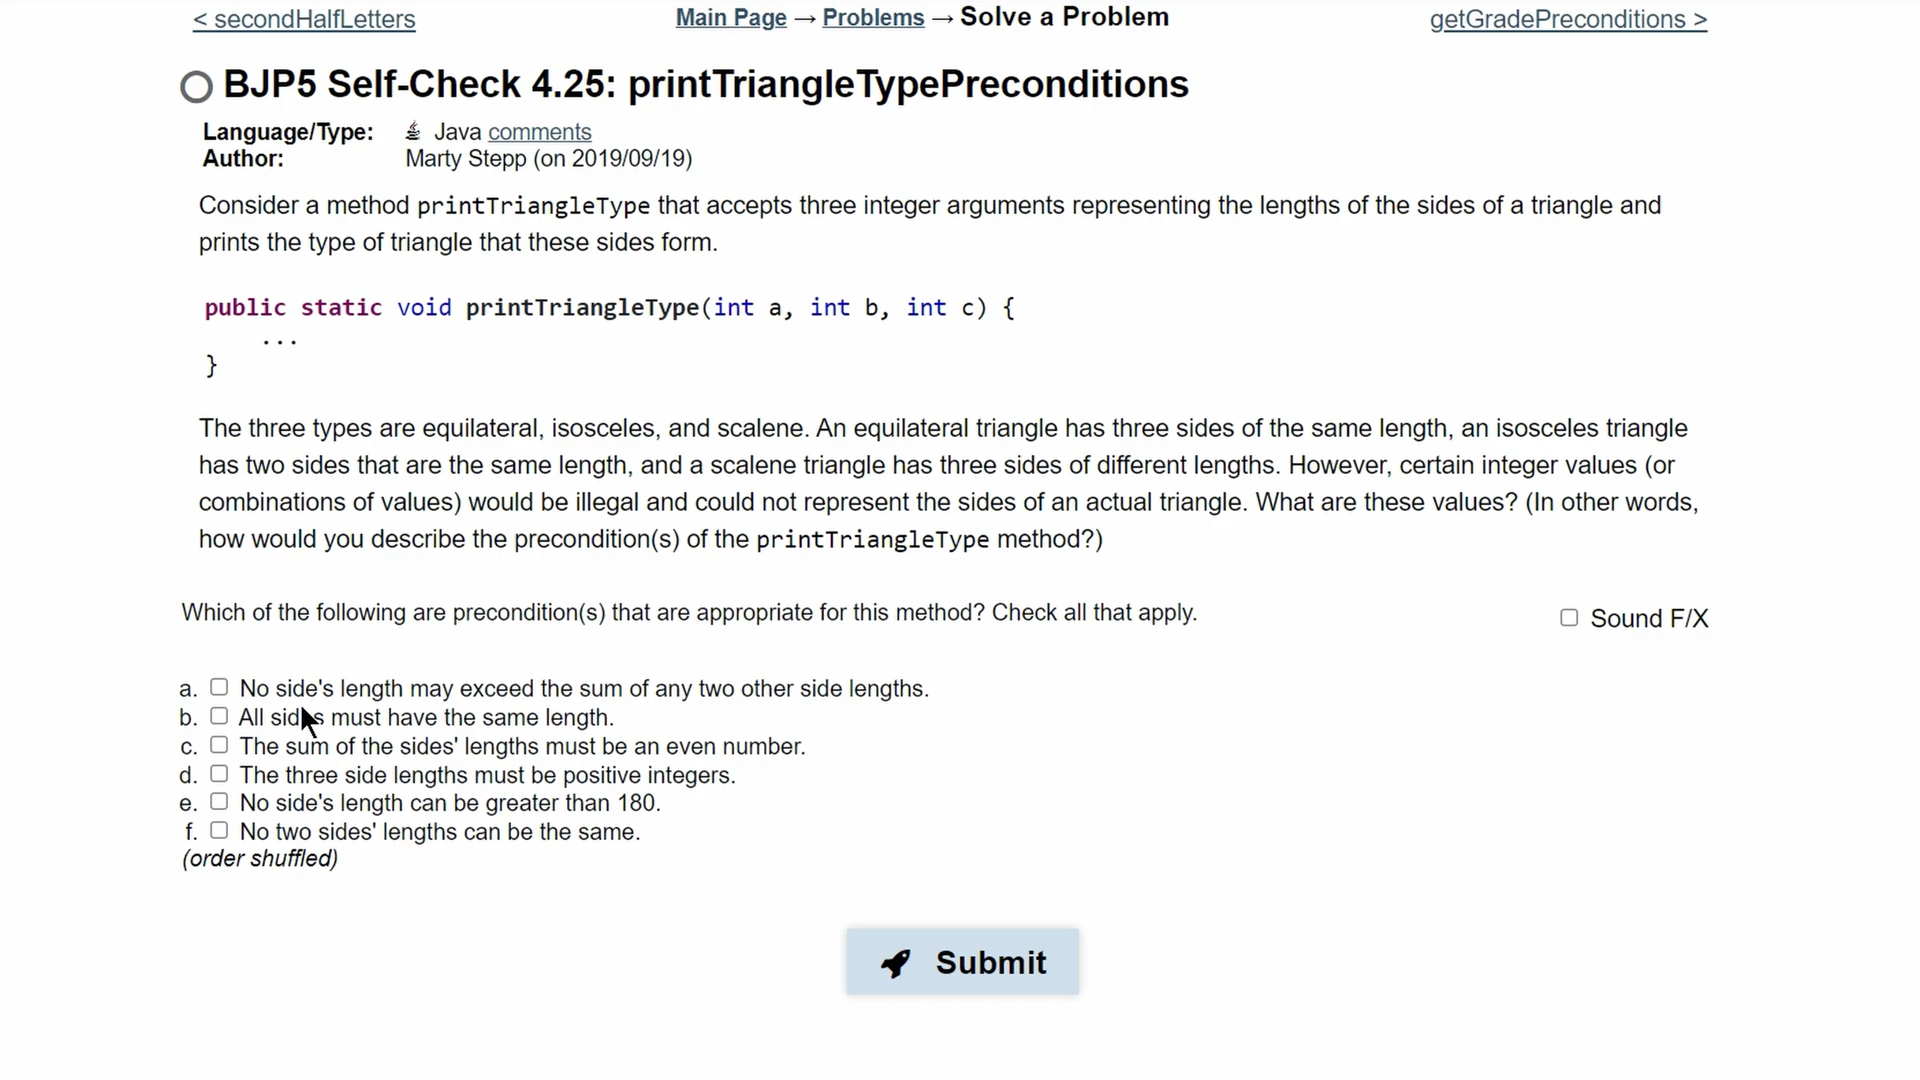 < secondHalfLetters
Main Page → Problems → Solve a Problem
getGradePreconditions >
BJP5 Self-Check 4.25: printTriangleTypePreconditions
Language/Type: Java comments
Author: Marty Stepp (on 2019/09/19)
Consider a method printTriangleType that accepts three integer arguments representing the lengths of the sides of a triangle and
prints the type of triangle that these sides form.
public static void printTriangleType(int a, int b, int c) {
...
}
The three types are equilateral, isosceles, and scalene. An equilateral triangle has three sides of the same length, an isosceles triangle
has two sides that are the same length, and a scalene triangle has three sides of different lengths. However, certain integer values (or
combinations of values) would be illegal and could not represent the sides of an actual triangle. What are these values? (In other words,
how would you describe the precondition(s) of the printTriangleType method?)
Which of the following are precondition(s) that are appropriate for this method? Check all that apply.
Sound F/X
a. No side's length may exceed the sum of any two other side lengths.
b. All sides must have the same length.
c. The sum of the sides' lengths must be an even number.
d. The three side lengths must be positive integers.
e. No side's length can be greater than 180.
f. No two sides' lengths can be the same.
(order shuffled)
Submit